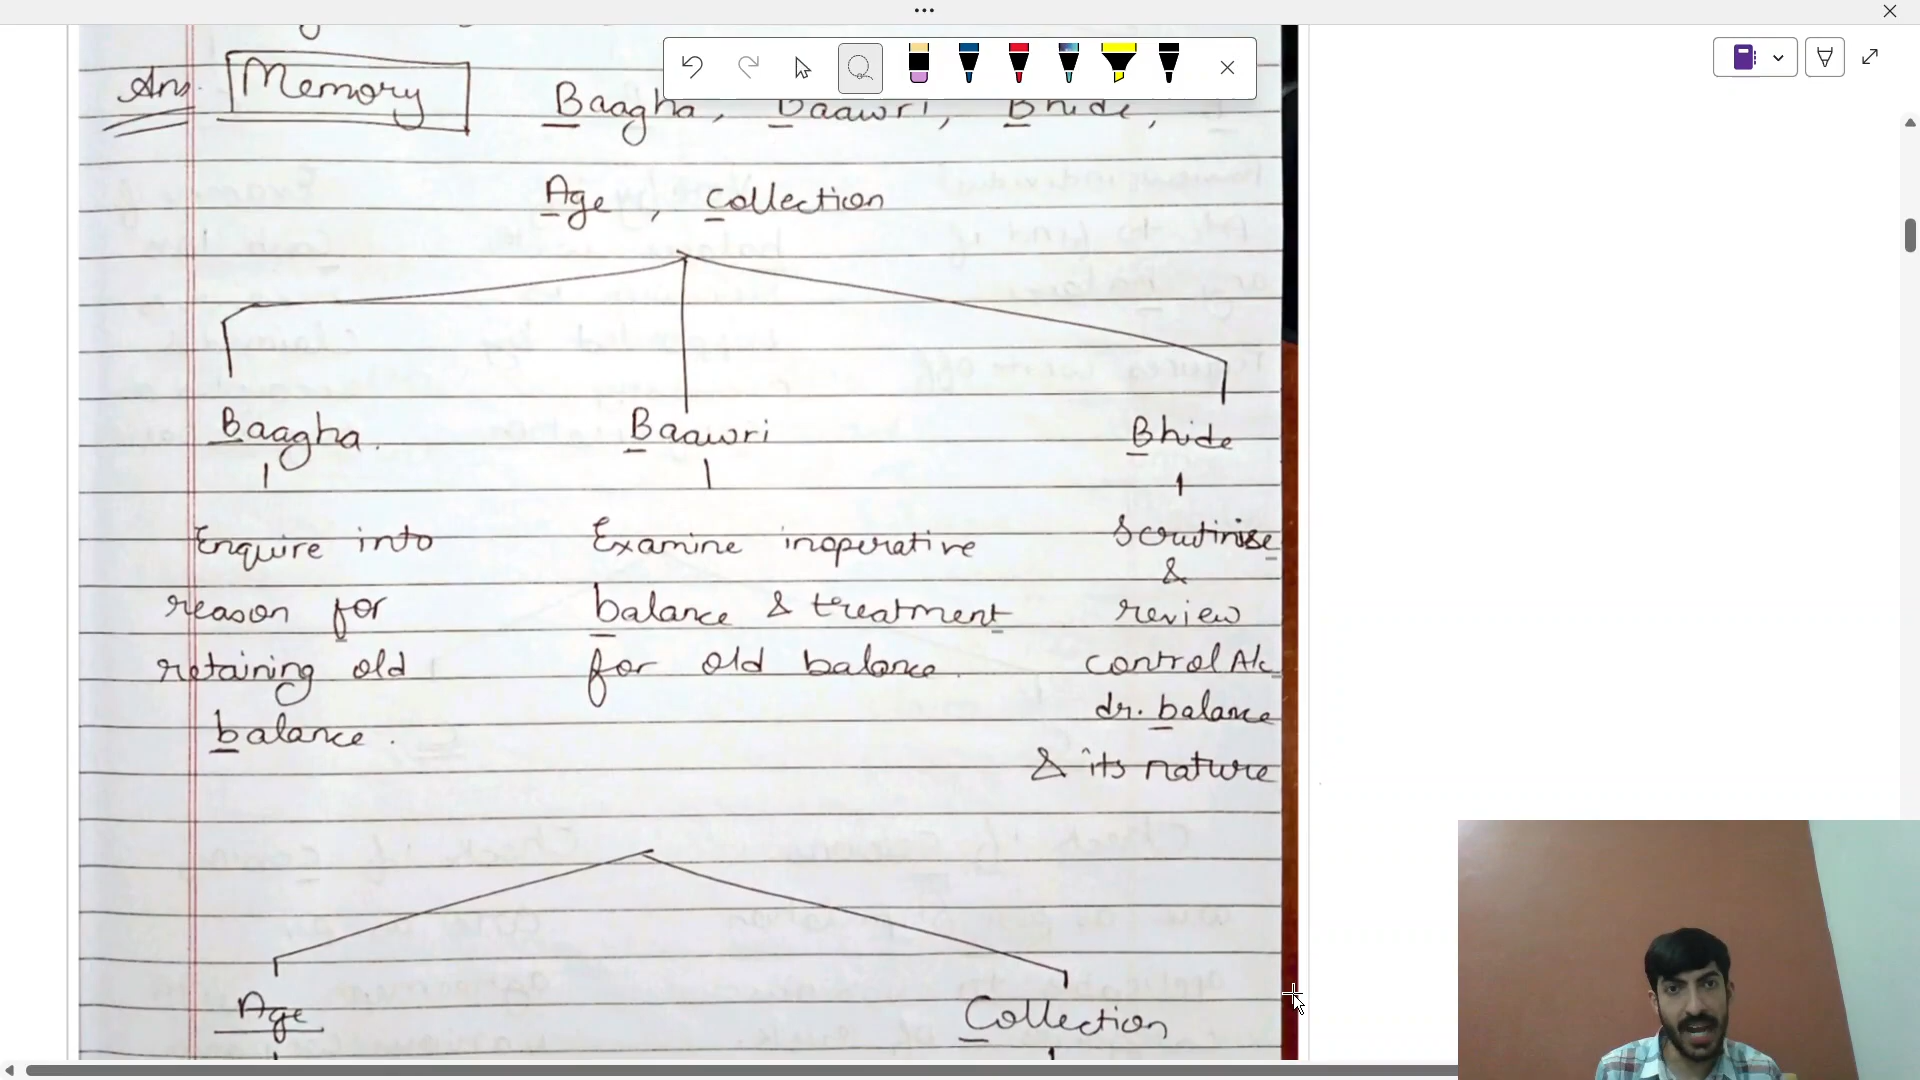 Ans. Memory Baagha, Baawri, Bhide,
Age, Collection
Baagha. Baawri Bhide
Enquire into Examine inoperative Scrutinise
&
reason for balance & treatment review
retaining old for old balance. control A/c
dr. balance
balance.
& its nature
Age Collection